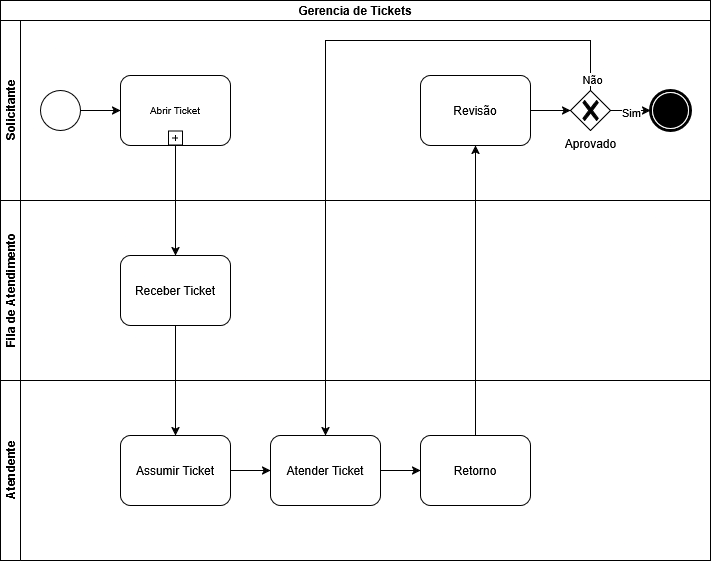 Gerencia de Tickets
Solicitante
Abrir Ticket
+
Revisão
Não
Sim
Aprovado
Fila de Atendimento
Receber Ticket
Atendente
Assumir Ticket
Atender Ticket
Retorno